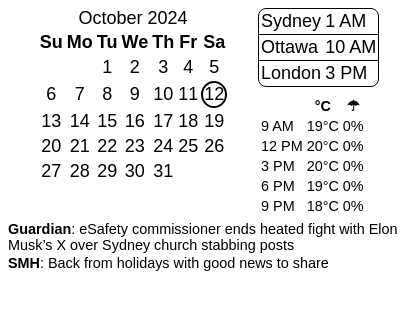 October 2024
Su Mo Tu We Th Fr Sa
1 2 3 4 5
6 7 8 9 10 11 12
13 14 15 16 17 18 19
20 21 22 23 24 25 26
27 28 29 30 31
Sydney 1 AM
Ottawa 10 AM
London 3 PM
°C ☂
9 AM 19°C 0%
12 PM 20°C 0%
3 PM 20°C 0%
6 PM 19°C 0%
9 PM 18°C 0%
Guardian: eSafety commissioner ends heated fight with Elon
Musk’s X over Sydney church stabbing posts
SMH: Back from holidays with good news to share